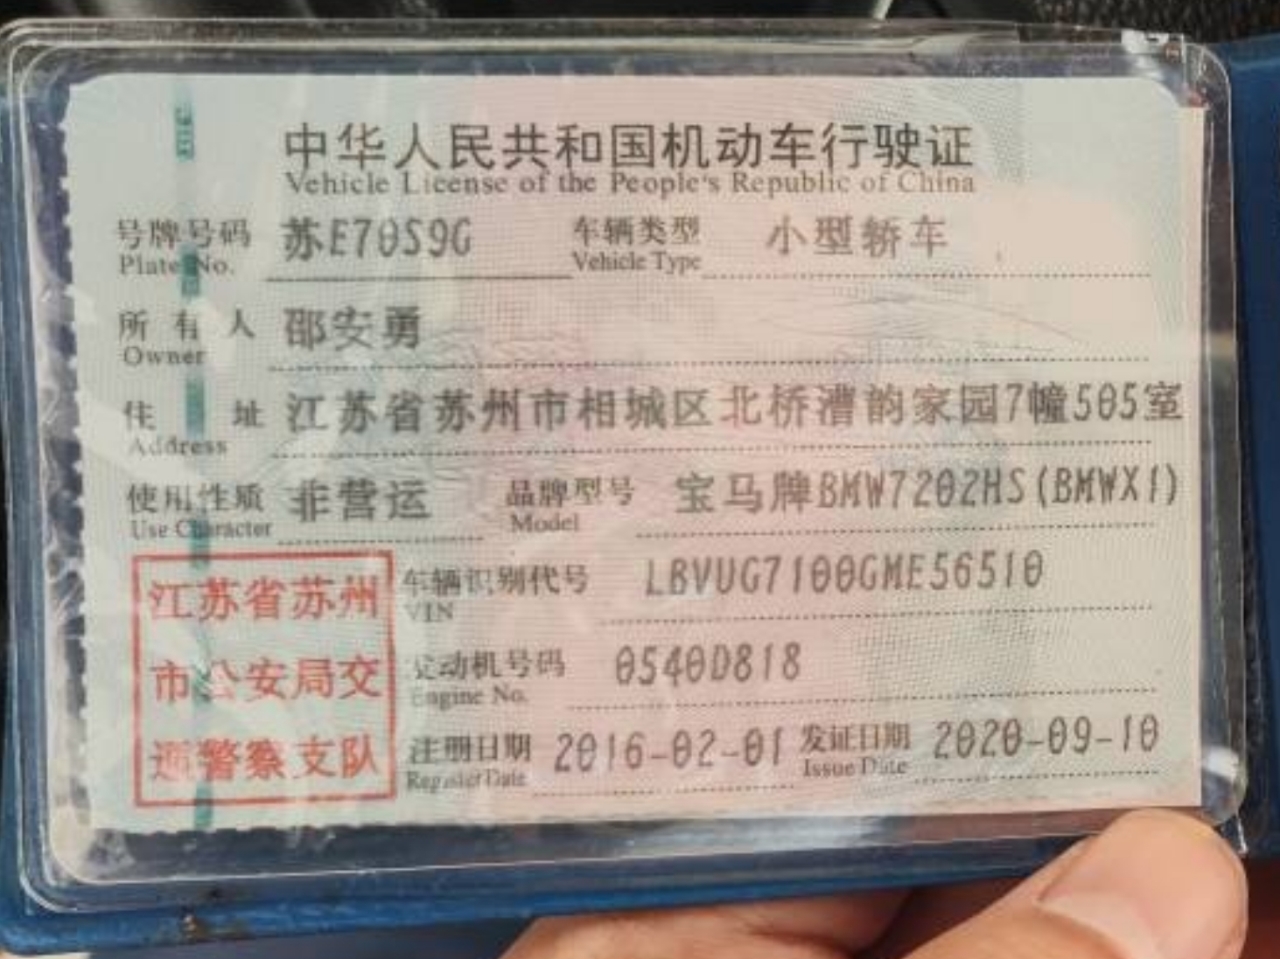 中华人民共和国机动车行驶证
Vehicle License of the People's Republic of China
号牌号码 苏E70S9G 车辆类型 小型轿车
Plate No. Vehicle Type
所有人 邵安勇
Owner
住址 江苏省苏州市相城区北桥漕韵家园7幢505室
Address
使用性质 非营运 品牌型号 宝马牌BMW7202HS(BMWX1)
Use Character Model
江苏省苏州
市公安局交
通警察支队
车辆识别代号 LBVUG7100GME56510
VIN
发动机号码 0540D818
Engine No.
注册日期 2016-02-01 发证日期 2020-09-10
Register Date Issue Date